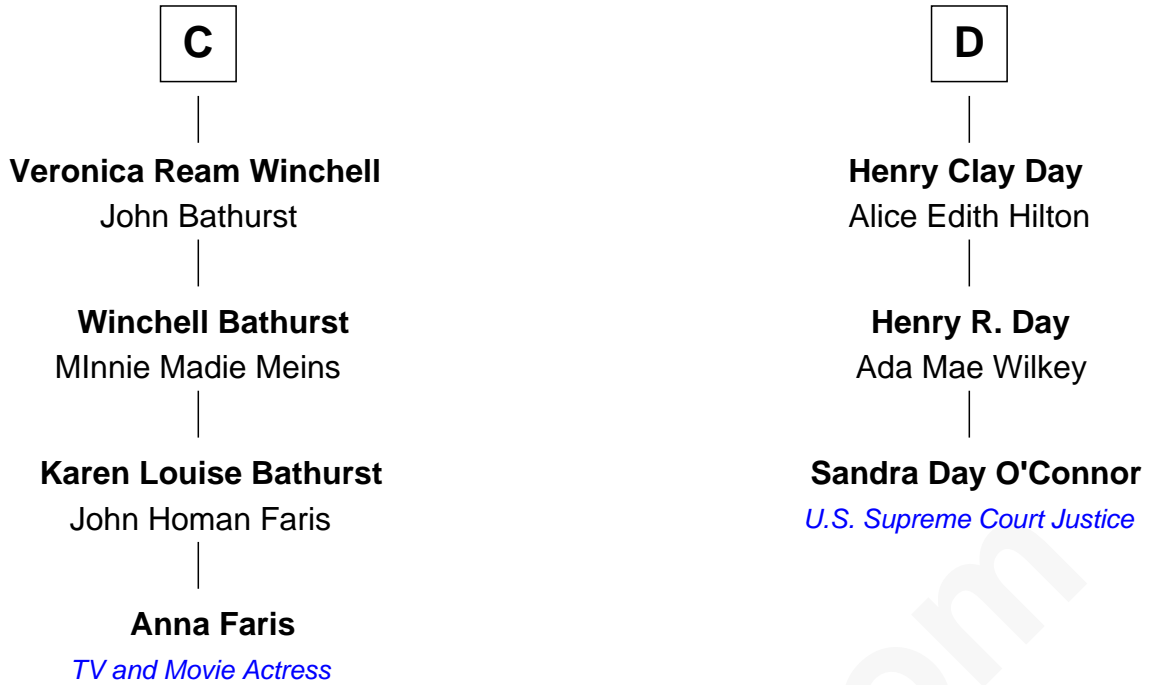 C
Veronica Ream Winchell
John Bathurst
Winchell Bathurst
MInnie Madie Meins
Karen Louise Bathurst
John Homan Faris
Anna Faris
TV and Movie Actress
D
Henry Clay Day
Alice Edith Hilton
Henry R. Day
Ada Mae Wilkey
Sandra Day O'Connor
U.S. Supreme Court Justice
om